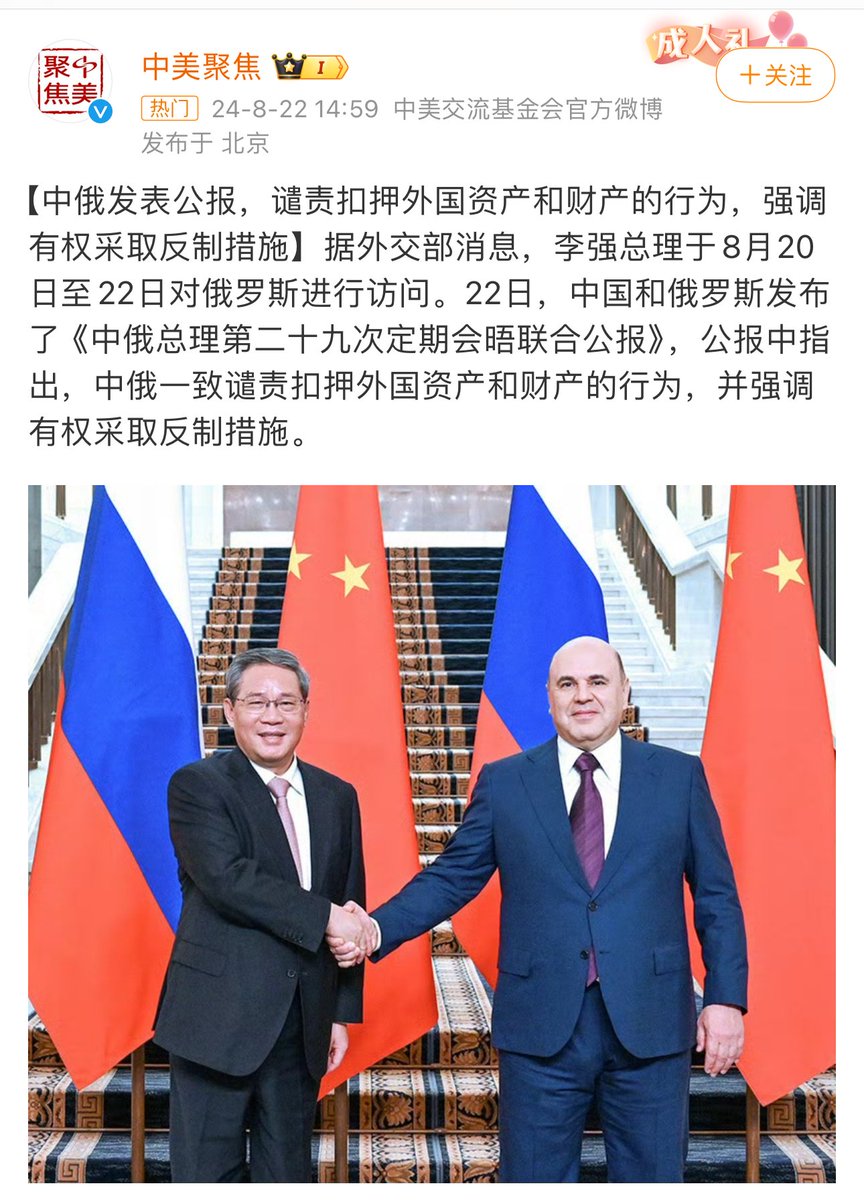 聚中
焦美
中美聚焦
I
成人礼
+关注
热门 24-8-22 14:59 中美交流基金会官方微博
发布于 北京
【中俄发表公报，谴责扣押外国资产和财产的行为，强调
有权采取反制措施】据外交部消息，李强总理于8月20
日至22日对俄罗斯进行访问。22日，中国和俄罗斯发布
了《中俄总理第二十九次定期会晤联合公报》，公报中指
出，中俄一致谴责扣押外国资产和财产的行为，并强调
有权采取反制措施。